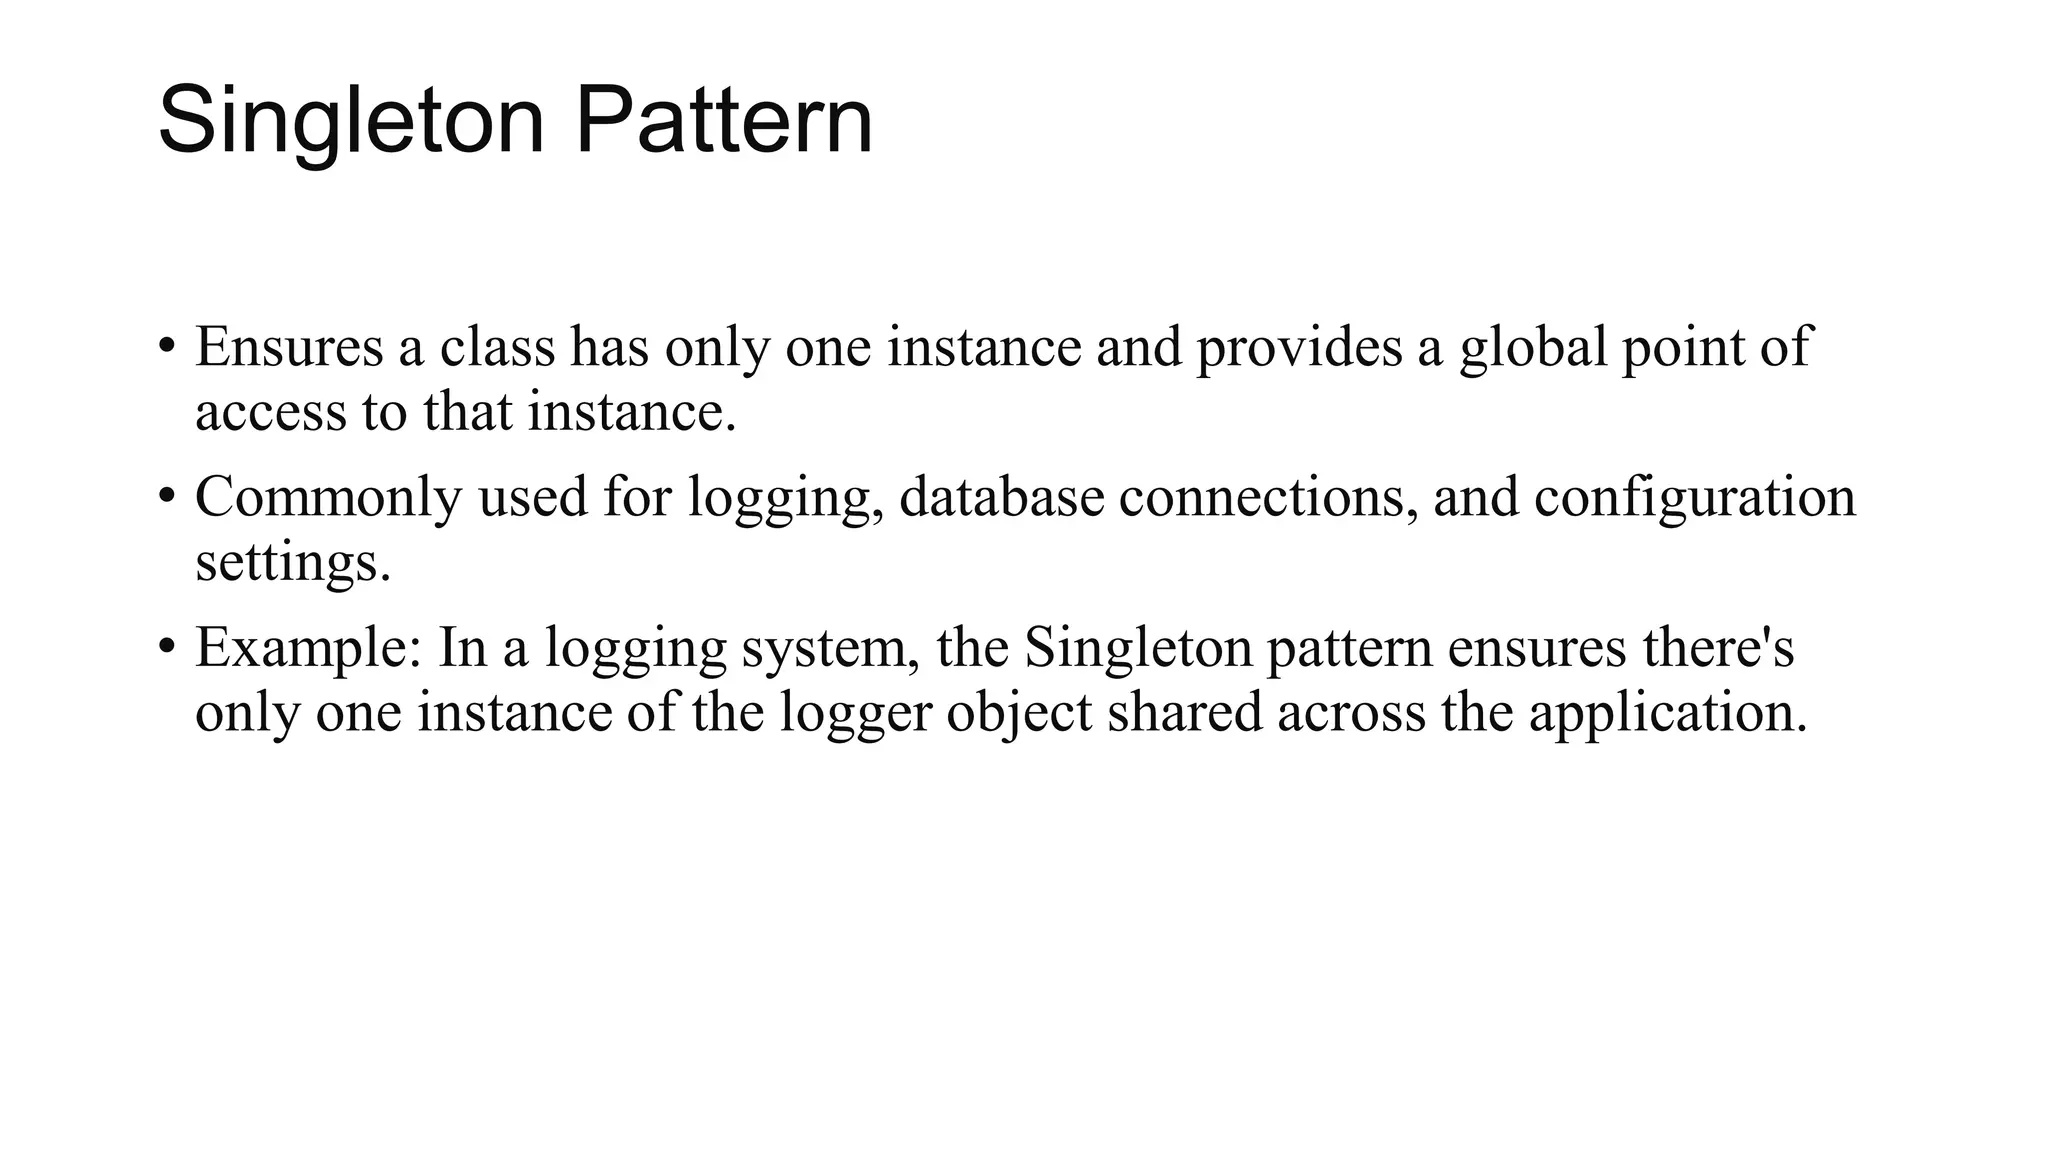 Singleton Pattern
• Ensures a class has only one instance and provides a global point of
access to that instance.
• Commonly used for logging, database connections, and configuration
settings.
• Example: In a logging system, the Singleton pattern ensures there's
only one instance of the logger object shared across the application.